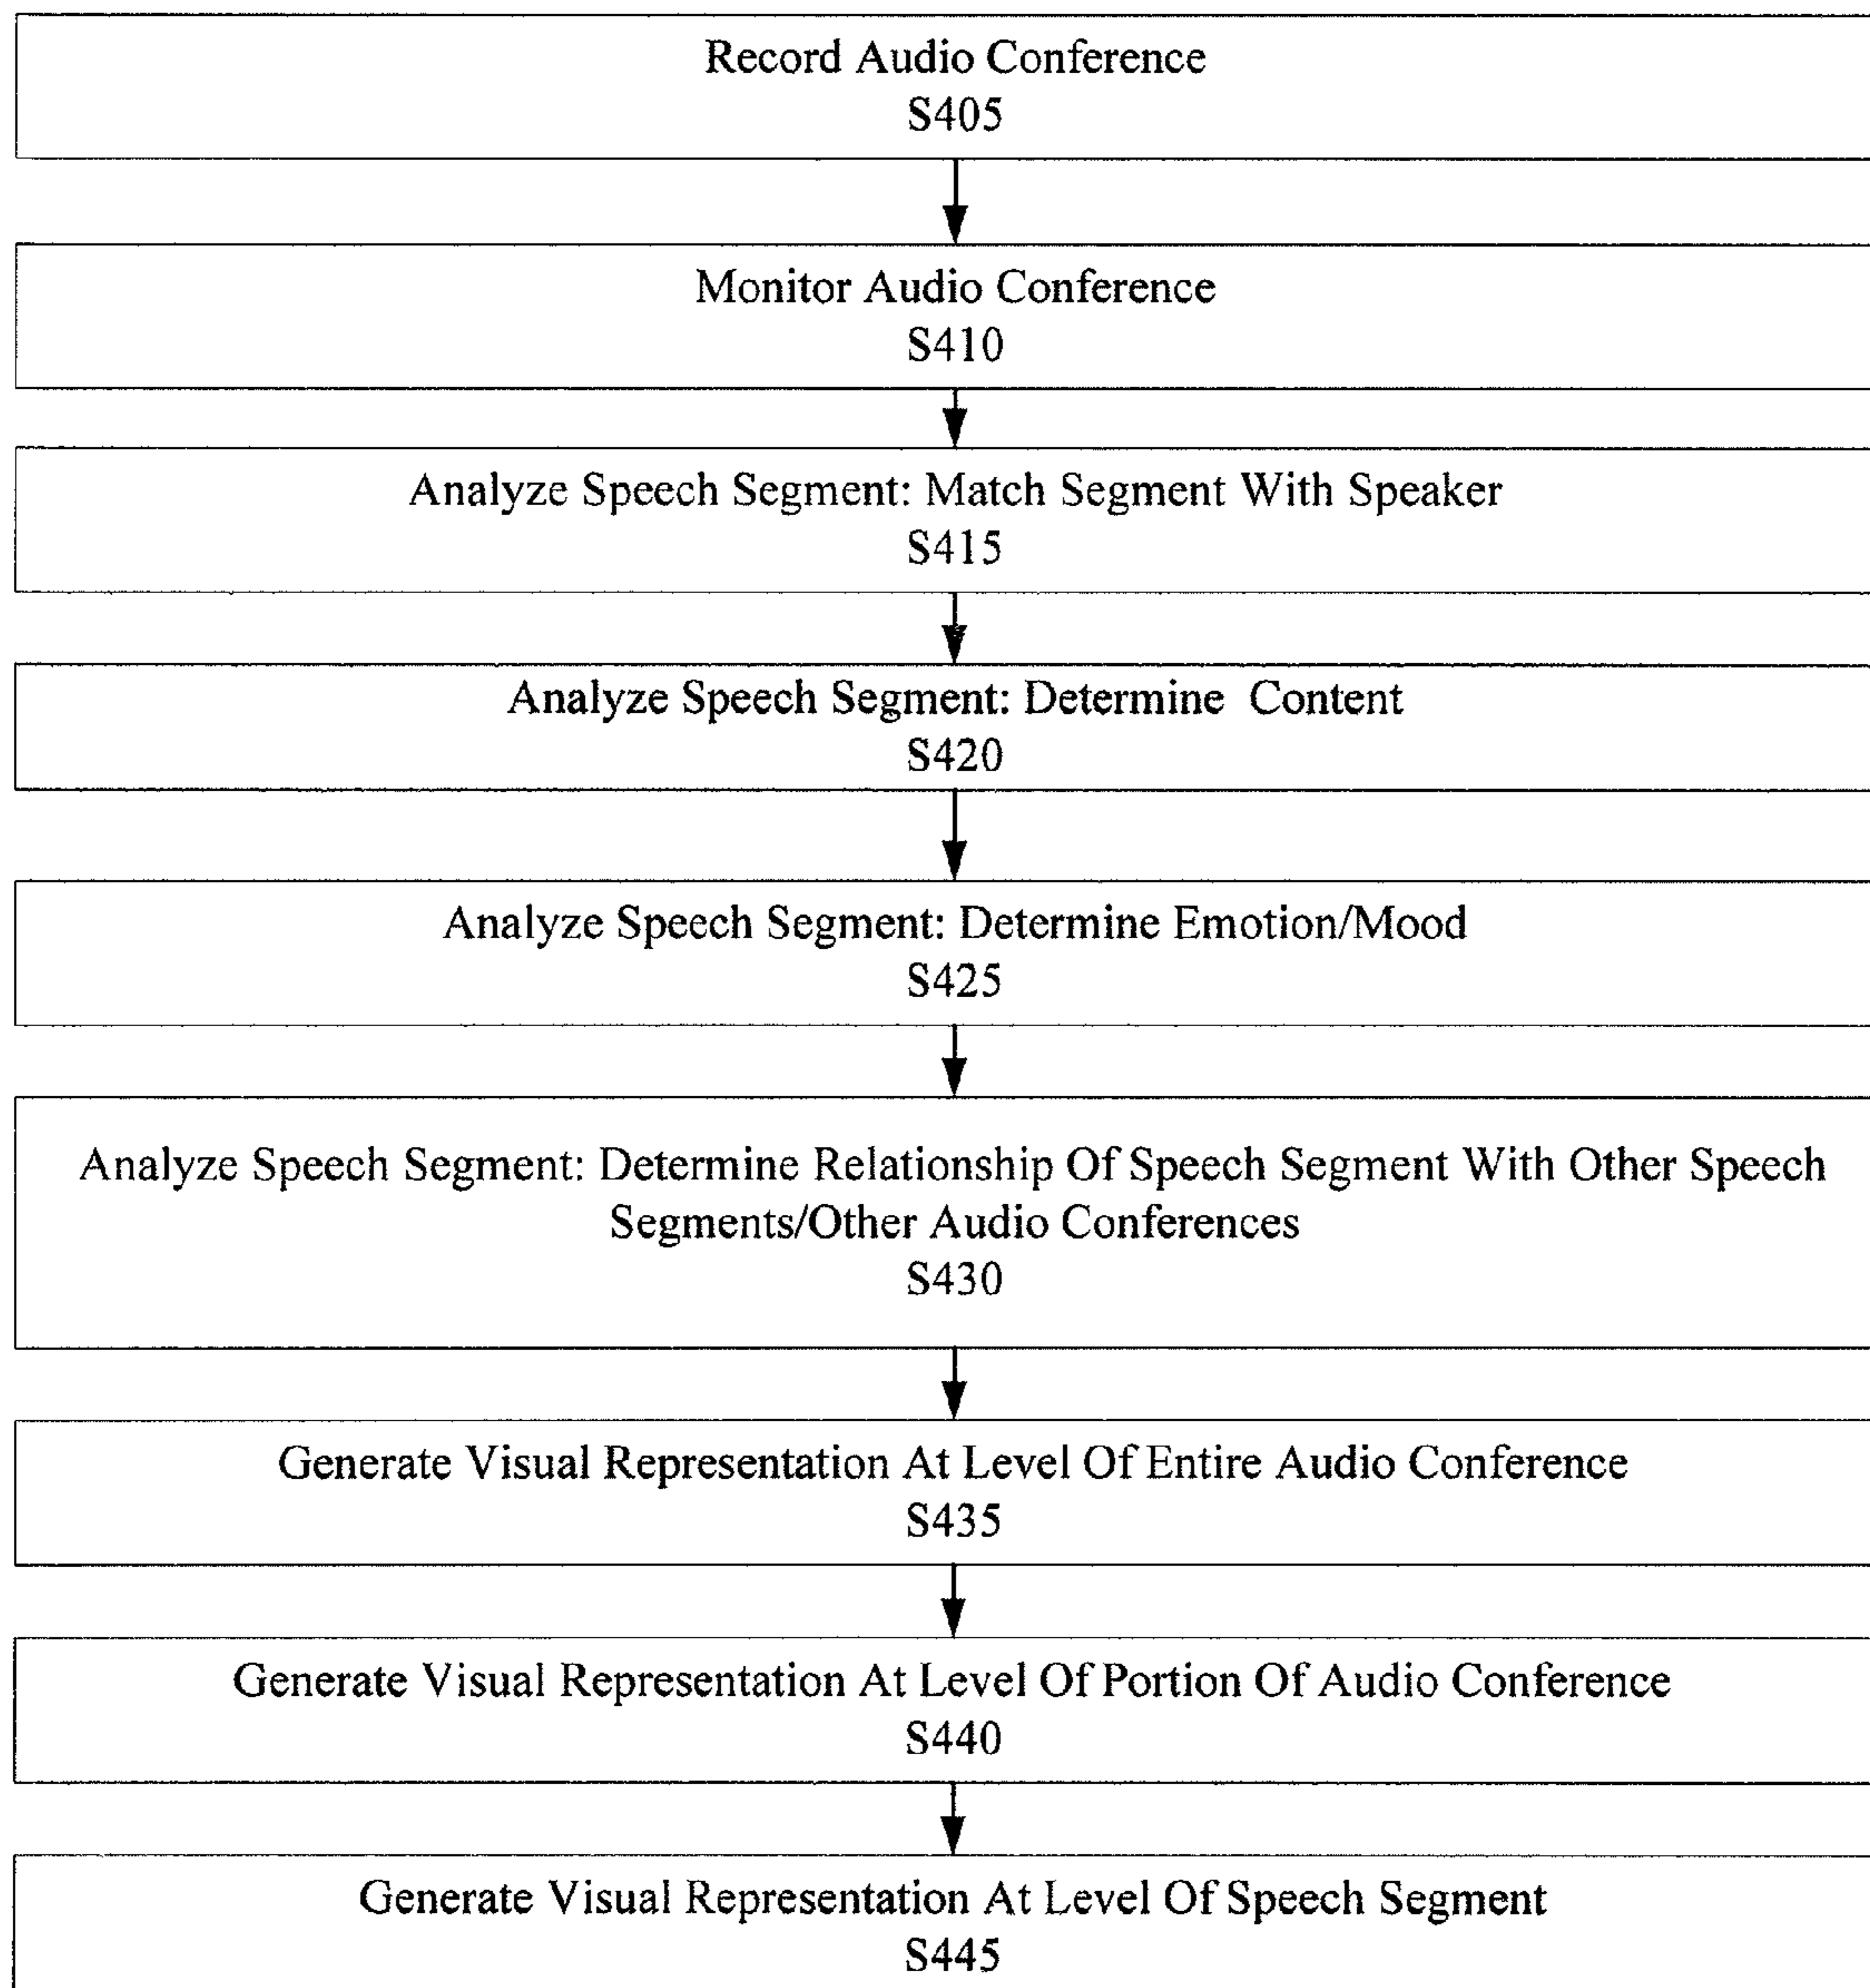 Record Audio Conference
S405
Monitor Audio Conference
S410
Analyze Speech Segment: Match Segment With Speaker
S415
Analyze Speech Segment: Determine Content
S420
Analyze Speech Segment: Determine Emotion/Mood
S425
Analyze Speech Segment: Determine Relationship Of Speech Segment With Other Speech
Segments/Other Audio Conferences
S430
Generate Visual Representation At Level Of Entire Audio Conference
S435
Generate Visual Representation At Level Of Portion Of Audio Conference
S440
Generate Visual Representation At Level Of Speech Segment
S445